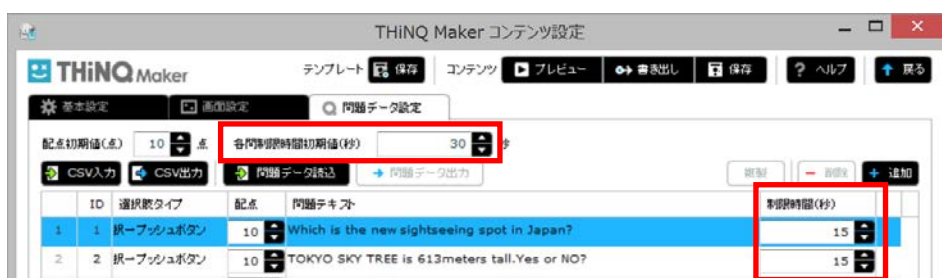 THiNQ Maker コンテンツ設定
THiNQ Maker テンプレート 保存 コンテンツ プレビュー 書き出し 保存 ? ヘルプ 戻る
基本設定 画面設定 問題データ設定
配点初期値(点) 10 点 各問制限時間初期値(秒) 30 秒
CSV入力 CSV出力 問題データ読込 問題データ出力 複製 削除 追加
ID 選択肢タイプ 配点 問題テキスト 制限時間(秒)
1 1 択一プッシュボタン 10 Which is the new sightseeing spot in Japan? 15
2 2 択一プッシュボタン 10 TOKYO SKY TREE is 613meters tall.Yes or NO? 15